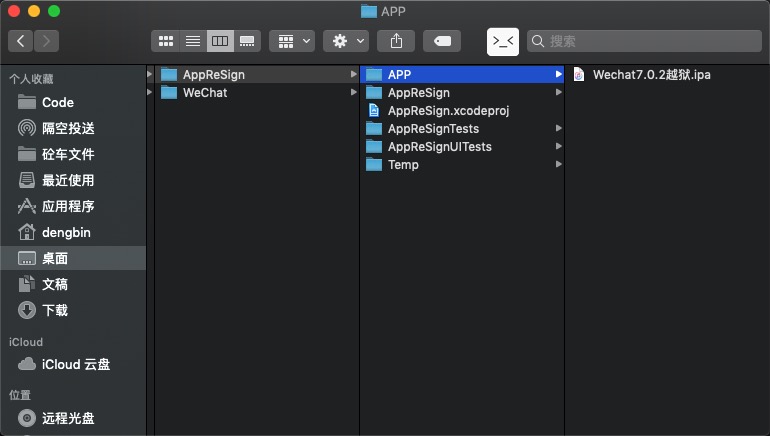 APP
>_<
搜索
个人收藏
Code
隔空投送
砼车文件
最近使用
应用程序
dengbin
桌面
文稿
下载
iCloud
iCloud 云盘
位置
远程光盘
AppReSign
WeChat
APP
AppReSign
AppReSign.xcodeproj
AppReSignTests
AppReSignUITests
Temp
Wechat7.0.2越狱.ipa